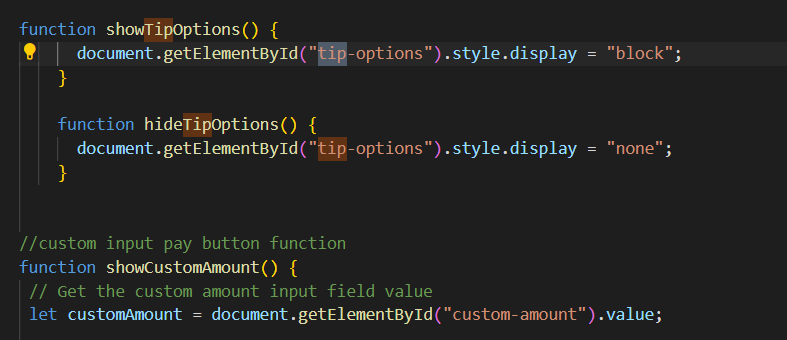 function showTipOptions() {
document.getElementById("tip-options").style.display = "block";
}
function hideTipOptions() {
document.getElementById("tip-options").style.display = "none";
}
//custom input pay button function
function showCustomAmount() {
// Get the custom amount input field value
let customAmount = document.getElementById("custom-amount").value;